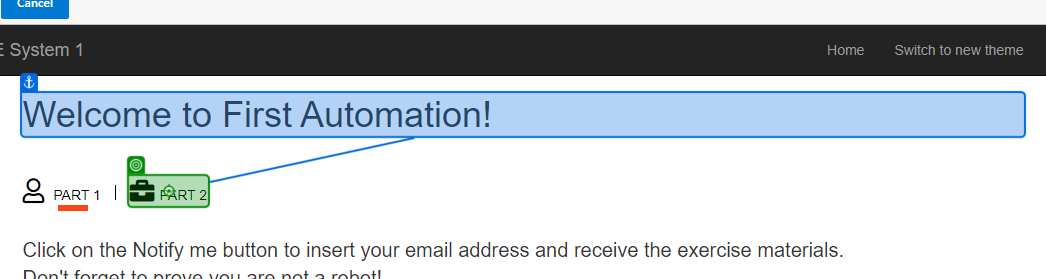 Cancel
E System 1
Home
Switch to new theme
Welcome to First Automation!
PART 1 | PART 2
Click on the Notify me button to insert your email address and receive the exercise materials.
Don't forget to prove you are not a robot!